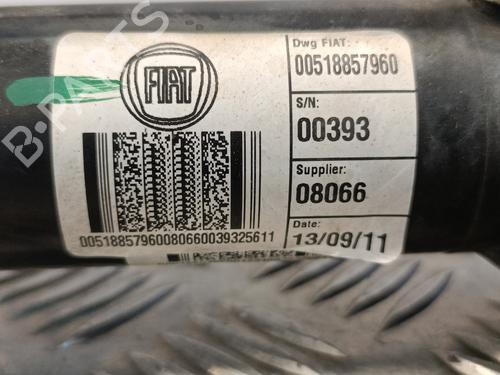 FIAT
Dwg FIAT:
00518857960
S/N:
00393
Supplier:
08066
Date:
13/09/11
00518857960080660039325611
B-PARTS